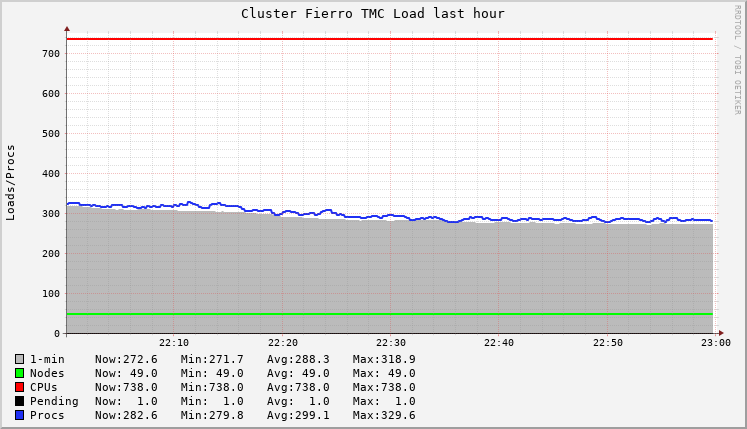 Cluster Fierro TMC Load last hour
RRDTOOL / TOBI OETIKER
Loads/Procs
700
600
500
400
300
200
100
0
22:10 22:20 22:30 22:40 22:50 23:00
1-min Now:272.6 Min:271.7 Avg:288.3 Max:318.9
Nodes Now: 49.0 Min: 49.0 Avg: 49.0 Max: 49.0
CPUs Now:738.0 Min:738.0 Avg:738.0 Max:738.0
Pending Now: 1.0 Min: 1.0 Avg: 1.0 Max: 1.0
Procs Now:282.6 Min:279.8 Avg:299.1 Max:329.6